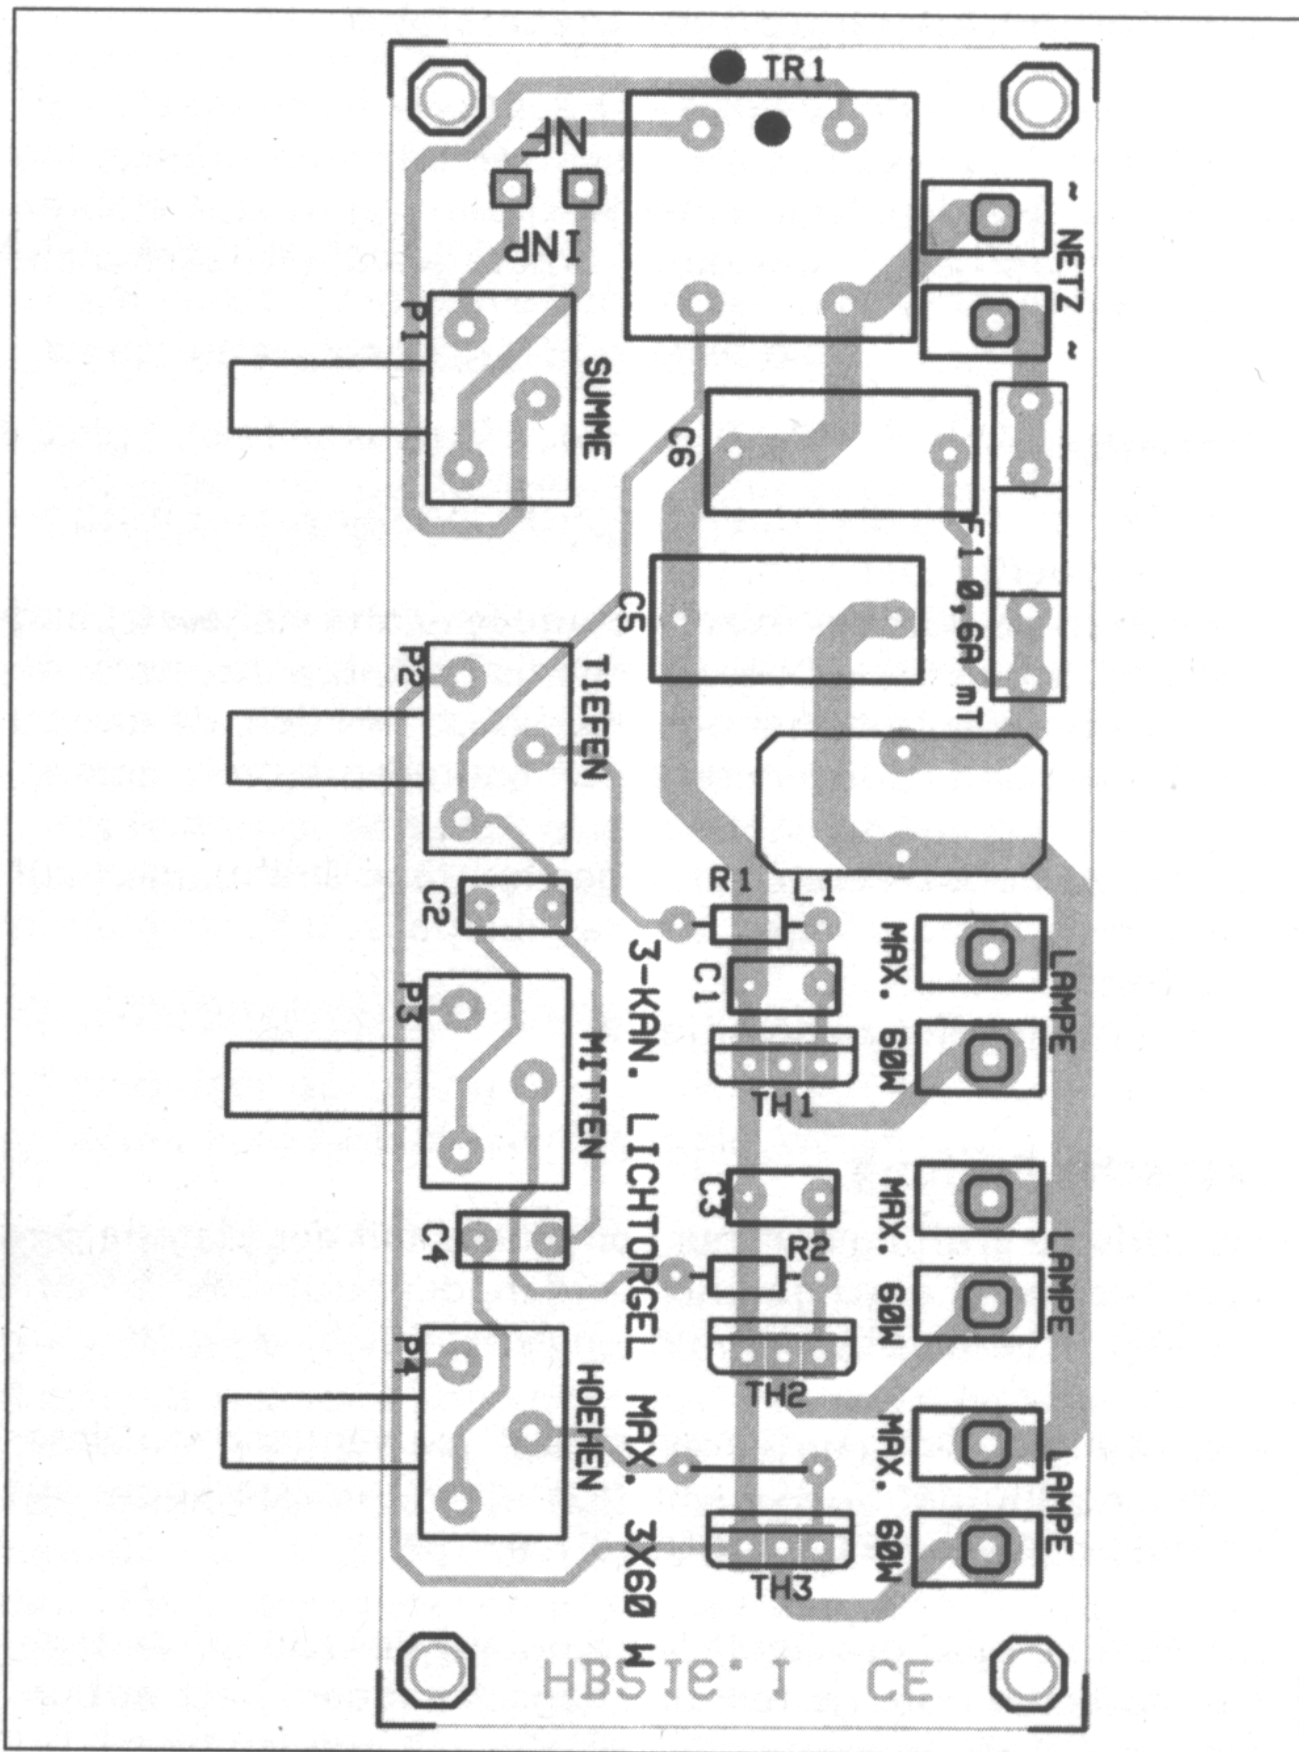 TR1
NF
INP
~ NETZ ~
P1
SUMME
C6
F1 0,6A mT
C5
P2
TIEFEN
R1
L1
C2
C1
MAX. 60W
LAMPE
P3
MITTEN
3-KAN. LICHTORGEL MAX. 3X60 W
TH1
C3
MAX. 60W
LAMPE
C4
R2
P4
HOEHEN
TH2
MAX. 60W
LAMPE
TH3
HBS16.1 CE